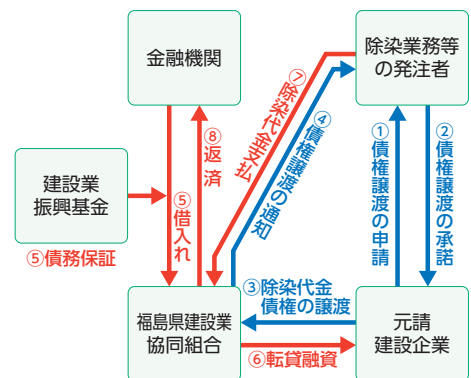 金融機関
除染業務等
の発注者
⑦除染代金支払
④債権譲渡の通知
①債権譲渡の申請
②債権譲渡の承諾
⑧返済
⑤借入れ
建設業
振興基金
⑤債務保証
③除染代金
債権の譲渡
福島県建設業
協同組合
元請
建設企業
⑥転貸融資